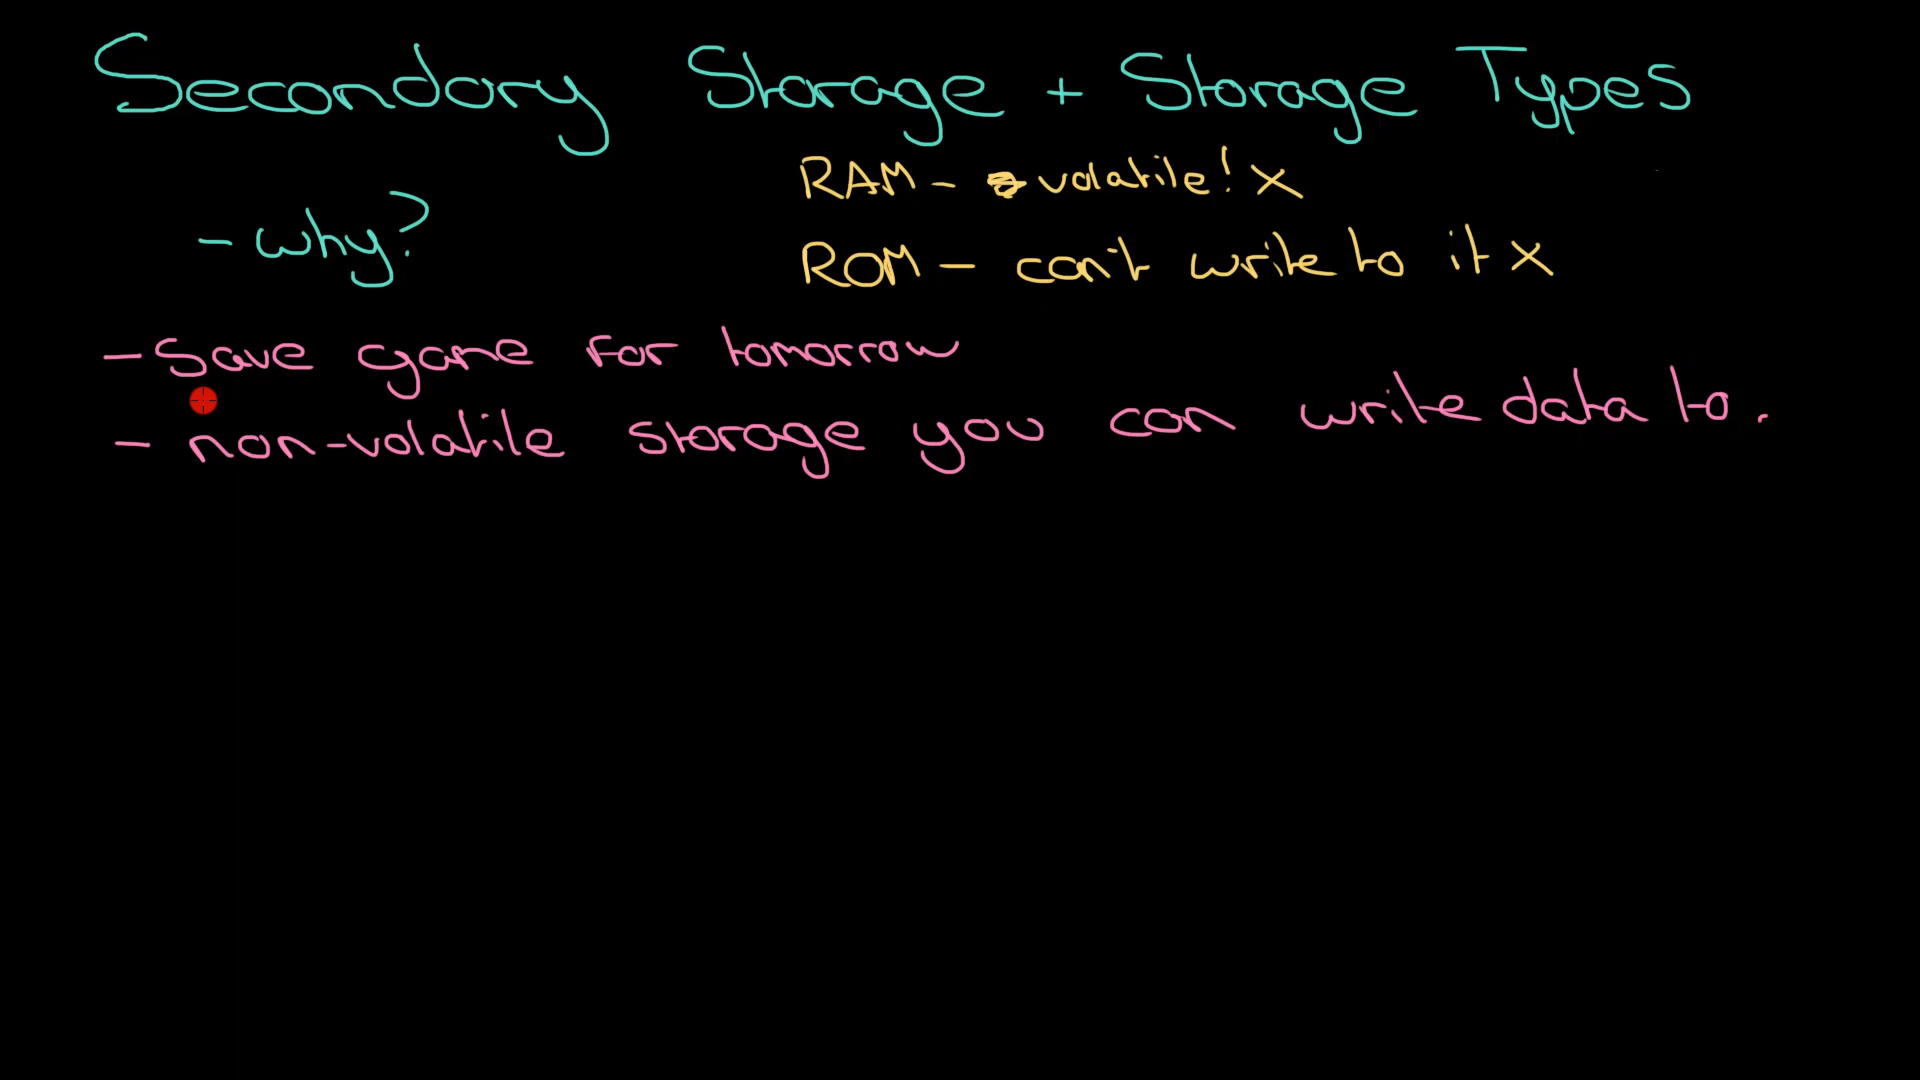 Secondary Storage + Storage Types
RAM - volatile! X
- why?
ROM - can't write to it X
- Save game for tomorrow
- non-volatile storage you can write data to.